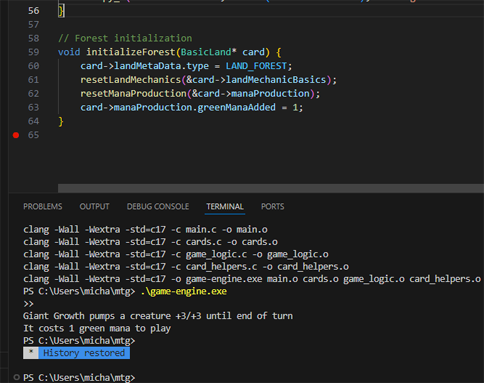 56 }
57
58 // Forest initialization
59 void initializeForest(BasicLand* card) {
60 card->landMetaData.type = LAND_FOREST;
61 resetLandMechanics(&card->landMechanicBasics);
62 resetManaProduction(&card->manaProduction);
63 card->manaProduction.greenManaAdded = 1;
64 }
65
PROBLEMS OUTPUT DEBUG CONSOLE TERMINAL PORTS
clang -Wall -Wextra -std=c17 -c main.c -o main.o
clang -Wall -Wextra -std=c17 -c cards.c -o cards.o
clang -Wall -Wextra -std=c17 -c game_logic.c -o game_logic.o
clang -Wall -Wextra -std=c17 -c card_helpers.c -o card_helpers.o
clang -Wall -Wextra -std=c17 -o game-engine.exe main.o cards.o game_logic.o card_helpers.o
PS C:\Users\micha\mtg> .\game-engine.exe
>>
Giant Growth pumps a creature +3/+3 until end of turn
It costs 1 green mana to play
PS C:\Users\micha\mtg>
* History restored
PS C:\Users\micha\mtg>